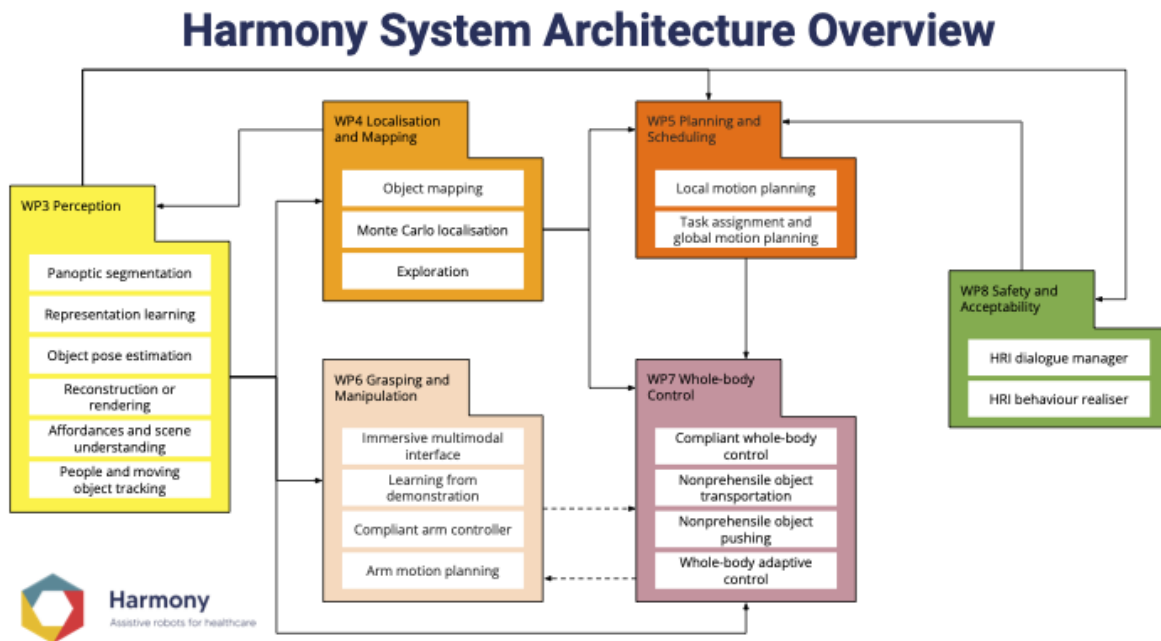 Harmony System Architecture Overview
WP3 Perception
Panoptic segmentation
Representation learning
Object pose estimation
Reconstruction or
rendering
Affordances and scene
understanding
People and moving
object tracking
WP4 Localisation
and Mapping
Object mapping
Monte Carlo localisation
Exploration
WP5 Planning and
Scheduling
Local motion planning
Task assignment and
global motion planning
WP6 Grasping and
Manipulation
Immersive multimodal
interface
Learning from
demonstration
Compliant arm controller
Arm motion planning
WP7 Whole-body
Control
Compliant whole-body
control
Nonprehensile object
transportation
Nonprehensile object
pushing
Whole-body adaptive
control
WP8 Safety and
Acceptability
HRI dialogue manager
HRI behaviour realiser
Harmony
Assistive robots for healthcare